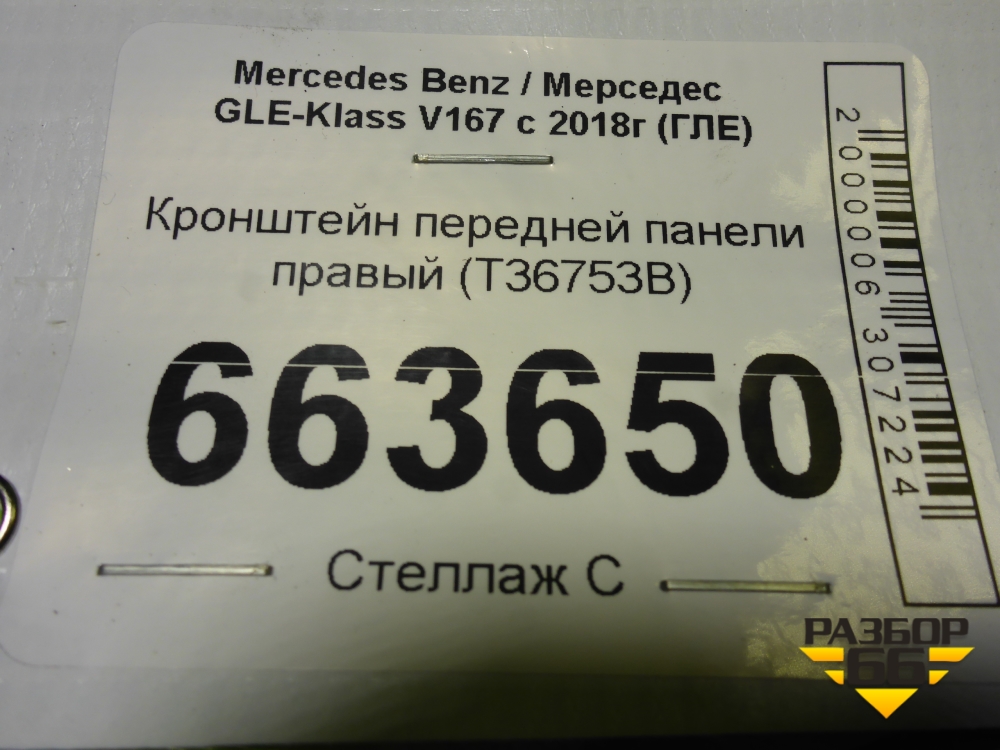 Mercedes Benz / Мерседес
GLE-Klass V167 с 2018г (ГЛЕ)
Кронштейн передней панели
правый (T36753B)
663650
Стеллаж С
2000006307224
РАЗБОР
66